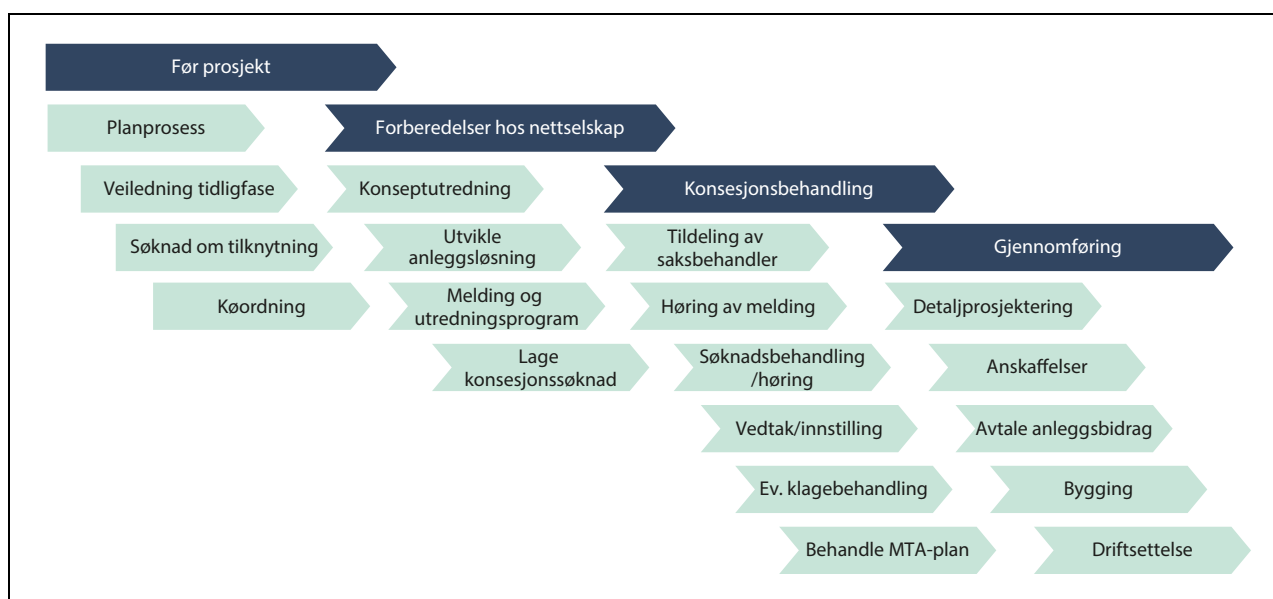 Før prosjekt
Planprosess
Forberedelser hos nettselskap
Veiledning tidligfase
Konseptutredning
Konsesjonsbehandling
Søknad om tilknytning
Utvikle
anleggsløsning
Tildeling av
saksbehandler
Gjennomføring
Køordning
Melding og
utredningsprogram
Høring av melding
Detaljprosjektering
Lage
konsesjonssøknad
Søknadsbehandling
/høring
Anskaffelser
Vedtak/innstilling
Avtale anleggsbidrag
Ev. klagebehandling
Bygging
Behandle MTA-plan
Driftsettelse